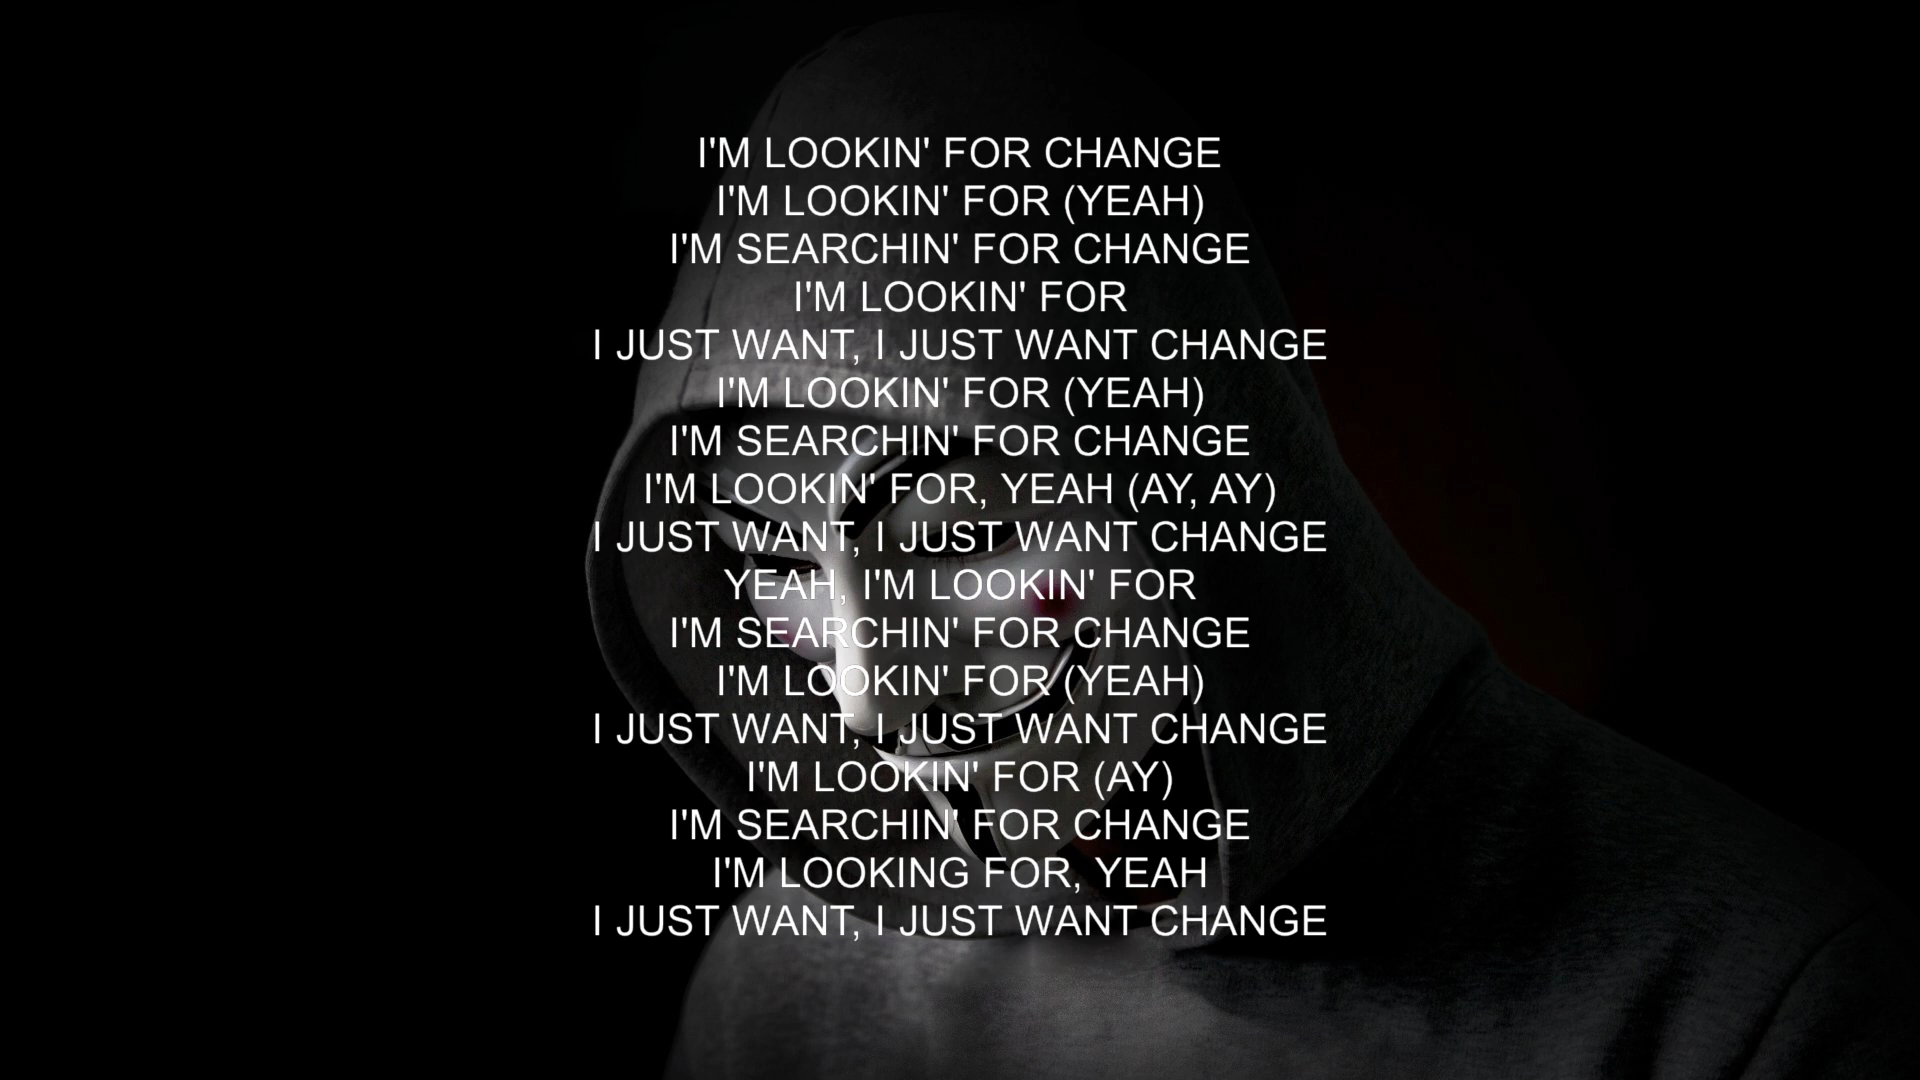 I'M LOOKIN' FOR CHANGE
I'M LOOKIN' FOR (YEAH)
I'M SEARCHIN' FOR CHANGE
I'M LOOKIN' FOR
I JUST WANT, I JUST WANT CHANGE
I'M LOOKIN' FOR (YEAH)
I'M SEARCHIN' FOR CHANGE
I'M LOOKIN' FOR, YEAH (AY, AY)
I JUST WANT, I JUST WANT CHANGE
YEAH, I'M LOOKIN' FOR
I'M SEARCHIN' FOR CHANGE
I'M LOOKIN' FOR (YEAH)
I JUST WANT, I JUST WANT CHANGE
I'M LOOKIN' FOR (AY)
I'M SEARCHIN' FOR CHANGE
I'M LOOKING FOR, YEAH
I JUST WANT, I JUST WANT CHANGE